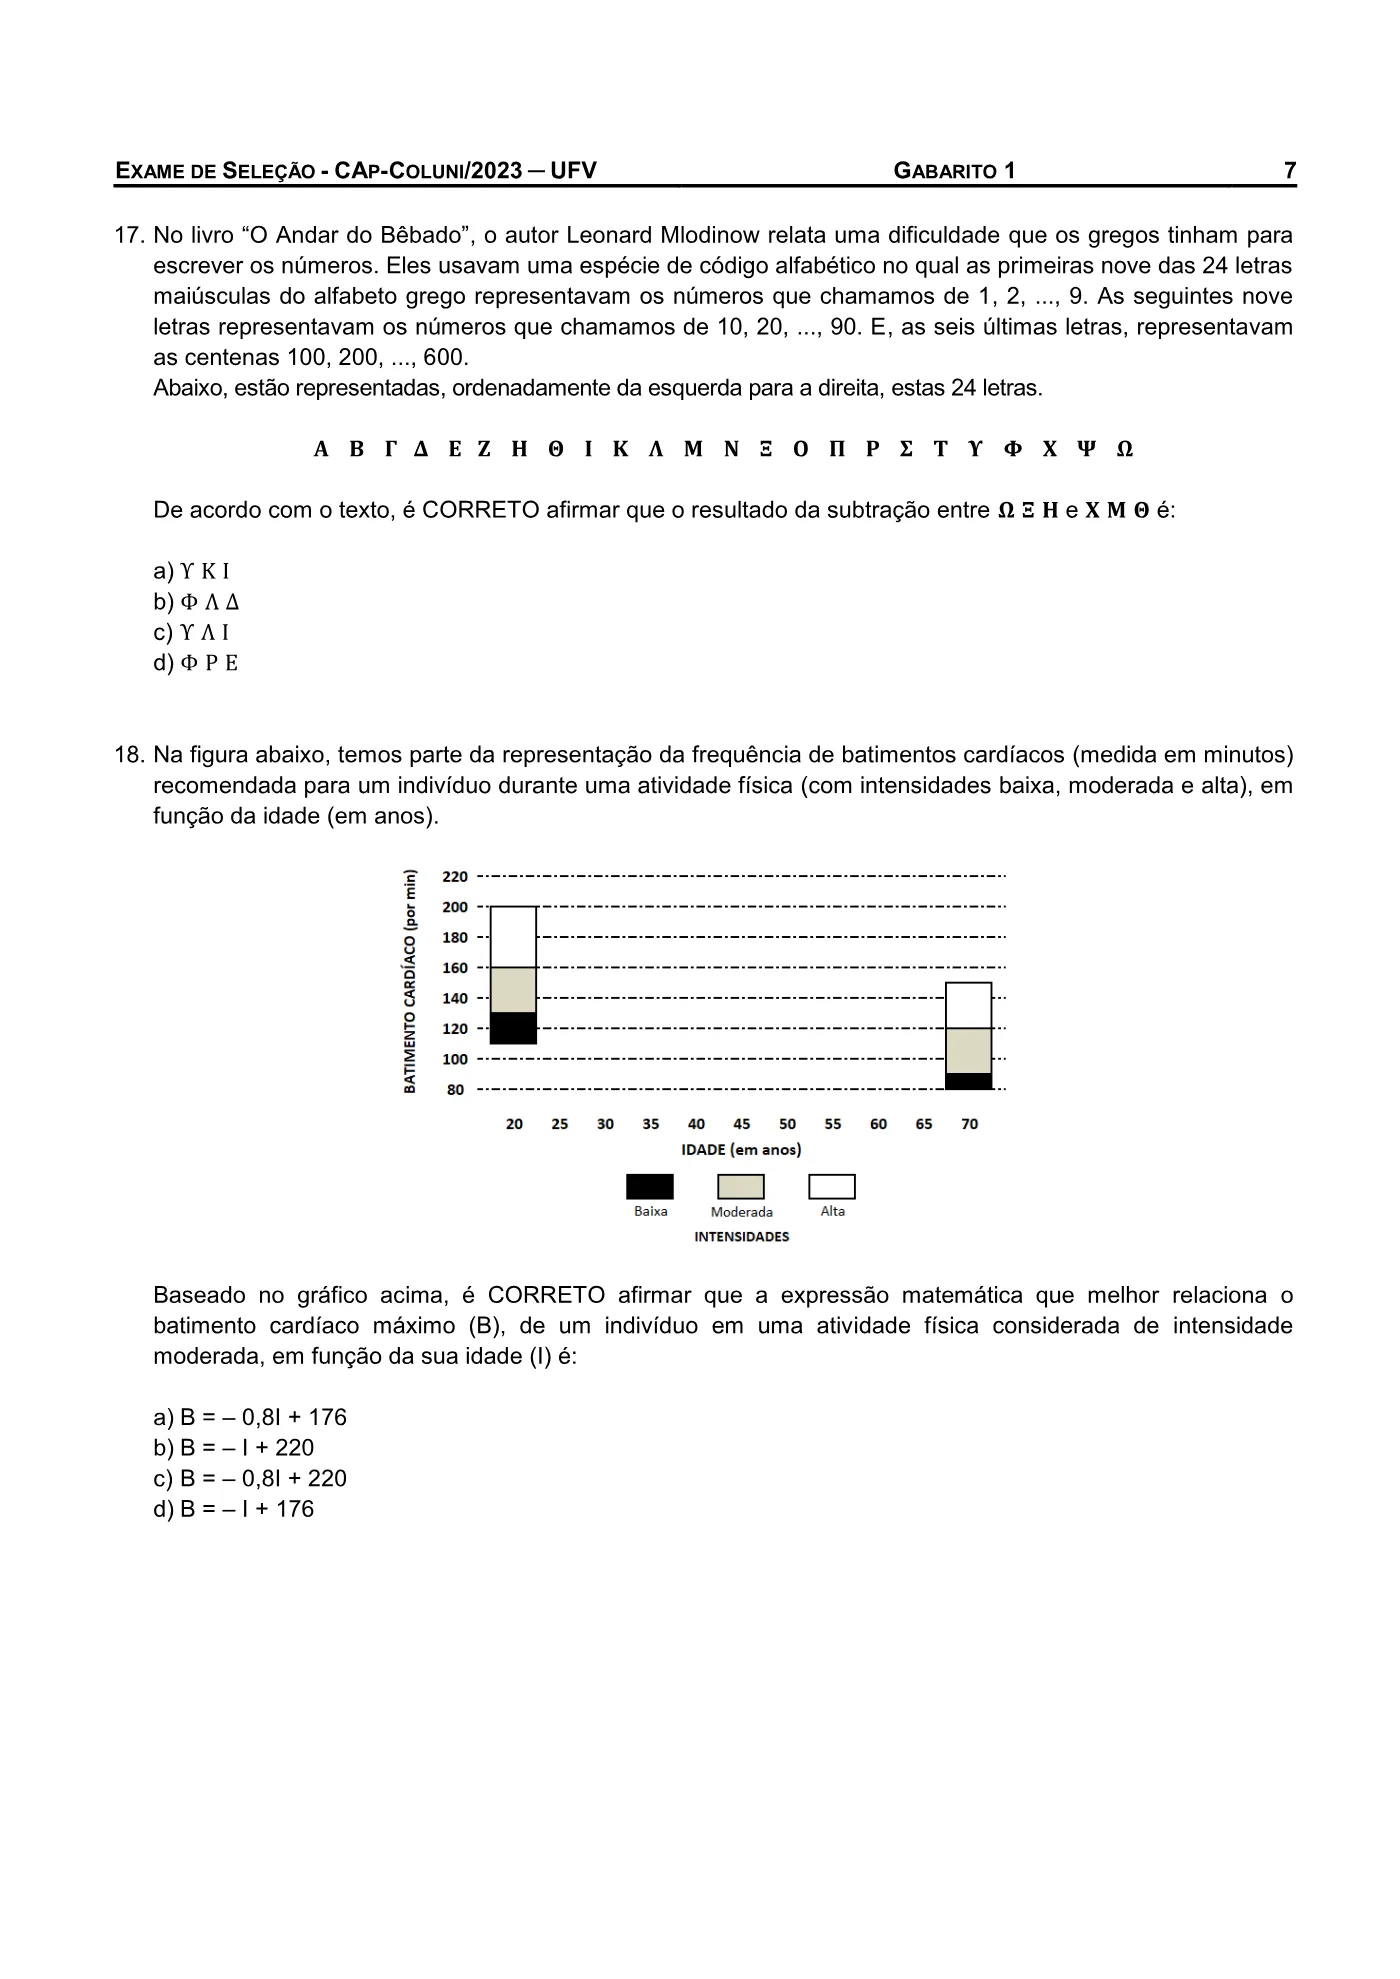 EXAME DE SELEÇÃO - CAP-COLUNI/2023 — UFV GABARITO 1 7
17. No livro “O Andar do Bêbado”, o autor Leonard Mlodinow relata uma dificuldade que os gregos tinham para
escrever os números. Eles usavam uma espécie de código alfabético no qual as primeiras nove das 24 letras
maiúsculas do alfabeto grego representavam os números que chamamos de 1, 2, ..., 9. As seguintes nove
letras representavam os números que chamamos de 10, 20, ..., 90. E, as seis últimas letras, representavam
as centenas 100, 200, ..., 600.
Abaixo, estão representadas, ordenadamente da esquerda para a direita, estas 24 letras.
Α Β Γ Δ Ε Ζ Η Θ Ι Κ Λ Μ Ν Ξ Ο Π Ρ Σ Τ ϒ Φ Χ Ψ Ω
De acordo com o texto, é CORRETO afirmar que o resultado da subtração entre Ω Ξ Η e Χ Μ Θ é:
a) ϒ Κ Ι
b) Φ Λ Δ
c) ϒ Λ Ι
d) Φ Ρ Ε
18. Na figura abaixo, temos parte da representação da frequência de batimentos cardíacos (medida em minutos)
recomendada para um indivíduo durante uma atividade física (com intensidades baixa, moderada e alta), em
função da idade (em anos).
BATIMENTO CARDÍACO (por min)
220
200
180
160
140
120
100
80
20 25 30 35 40 45 50 55 60 65 70
IDADE (em anos)
Baixa Moderada Alta
INTENSIDADES
Baseado no gráfico acima, é CORRETO afirmar que a expressão matemática que melhor relaciona o
batimento cardíaco máximo (B), de um indivíduo em uma atividade física considerada de intensidade
moderada, em função da sua idade (I) é:
a) B = – 0,8I + 176
b) B = – I + 220
c) B = – 0,8I + 220
d) B = – I + 176